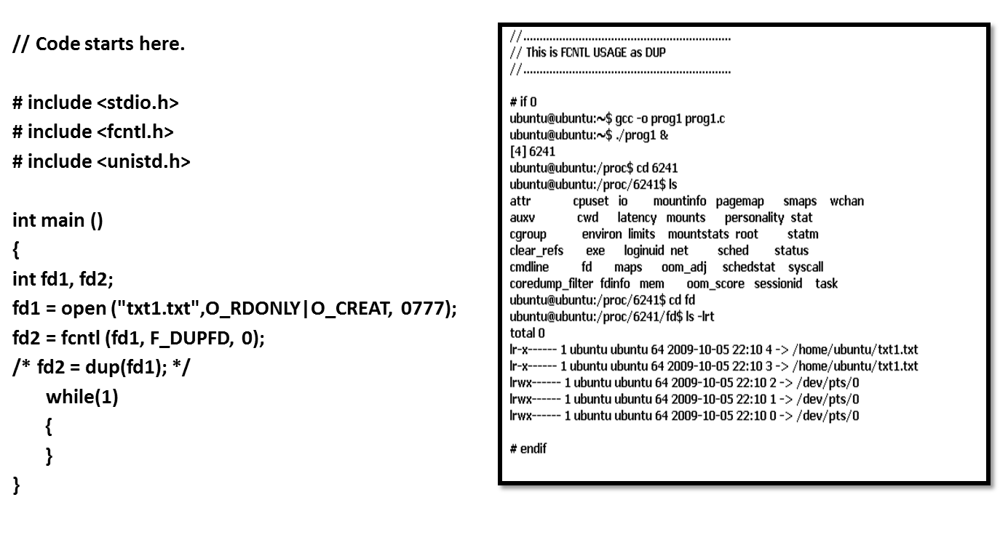 // Code starts here.
# include <stdio.h>
# include <fcntl.h>
# include <unistd.h>
int main ()
{
int fd1, fd2;
fd1 = open ("txt1.txt",O_RDONLY|O_CREAT, 0777);
fd2 = fcntl (fd1, F_DUPFD, 0);
/* fd2 = dup(fd1); */
while(1)
{
}
}
//................................................................
// This is FCNTL USAGE as DUP
//................................................................
# if 0
ubuntu@ubuntu:~$ gcc -o prog1 prog1.c
ubuntu@ubuntu:~$ ./prog1 &
[4] 6241
ubuntu@ubuntu:/proc$ cd 6241
ubuntu@ubuntu:/proc/6241$ ls
attr cpuset io mountinfo pagemap smaps wchan
auxv cwd latency mounts personality stat
cgroup environ limits mountstats root statm
clear_refs exe loginuid net sched status
cmdline fd maps oom_adj schedstat syscall
coredump_filter fdinfo mem oom_score sessionid task
ubuntu@ubuntu:/proc/6241$ cd fd
ubuntu@ubuntu:/proc/6241/fd$ ls -lrt
total 0
lr-x------ 1 ubuntu ubuntu 64 2009-10-05 22:10 4 -> /home/ubuntu/txt1.txt
lr-x------ 1 ubuntu ubuntu 64 2009-10-05 22:10 3 -> /home/ubuntu/txt1.txt
lrwx------ 1 ubuntu ubuntu 64 2009-10-05 22:10 2 -> /dev/pts/0
lrwx------ 1 ubuntu ubuntu 64 2009-10-05 22:10 1 -> /dev/pts/0
lrwx------ 1 ubuntu ubuntu 64 2009-10-05 22:10 0 -> /dev/pts/0
# endif